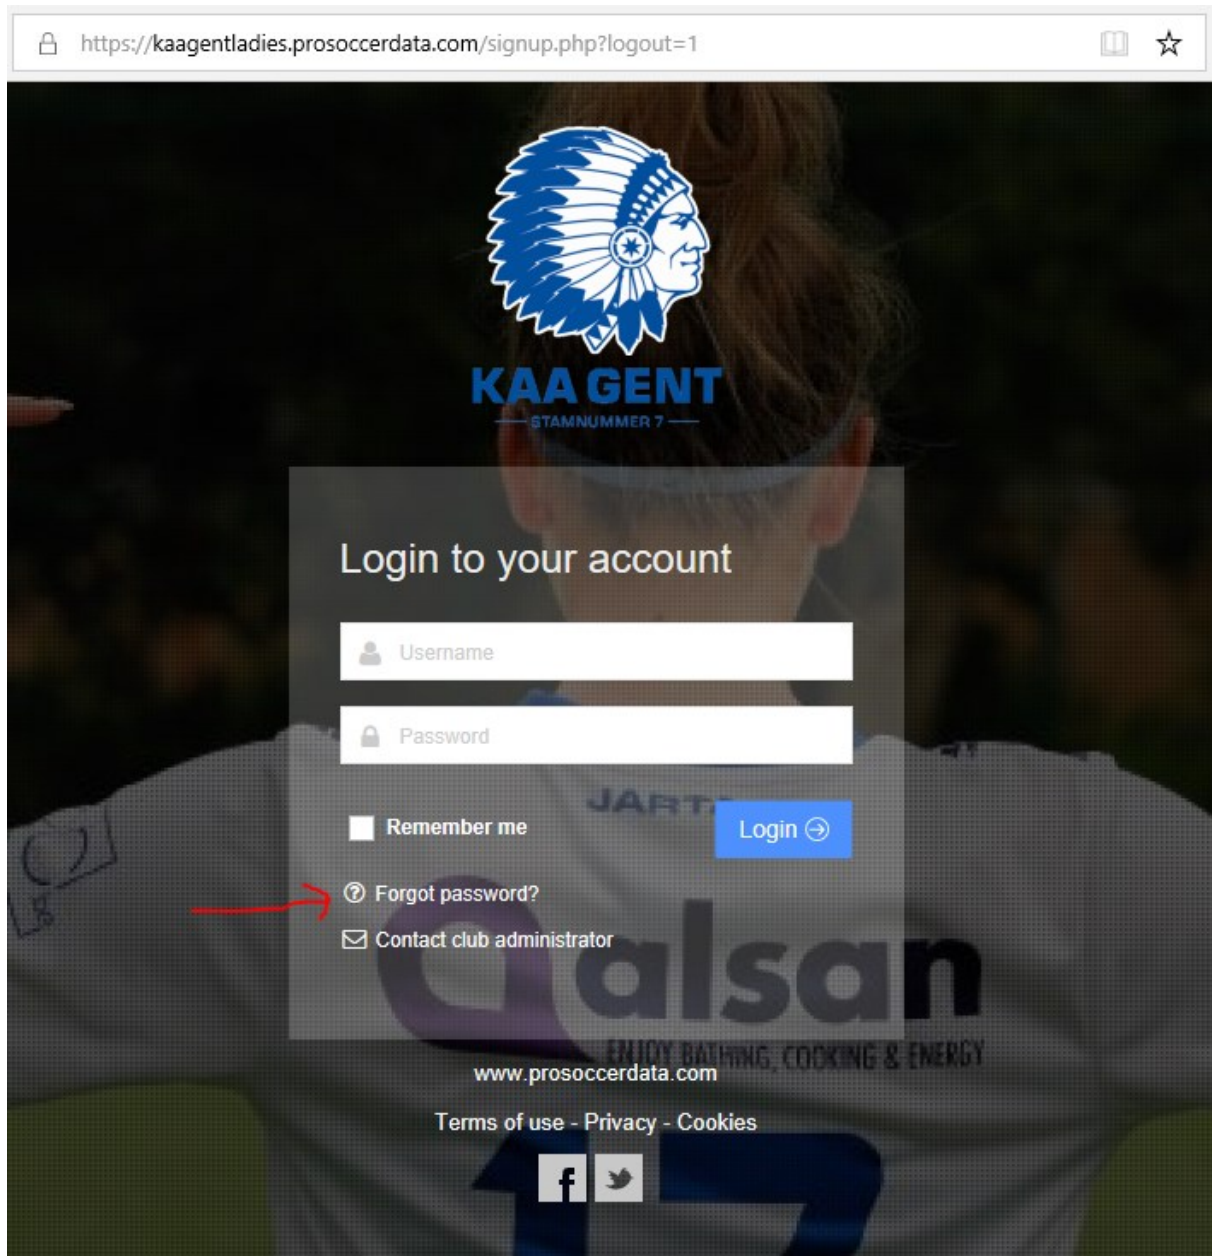 https://kaagentladies.prosoccerdata.com/signup.php?logout=1
KAA GENT
STAMNUMMER 7
Login to your account
Username
Password
JARTA
Remember me
Login
Forgot password?
Contact club administrator
alsan
ENJOY BATHING, COOKING & ENERGY
www.prosoccerdata.com
Terms of use - Privacy - Cookies
17